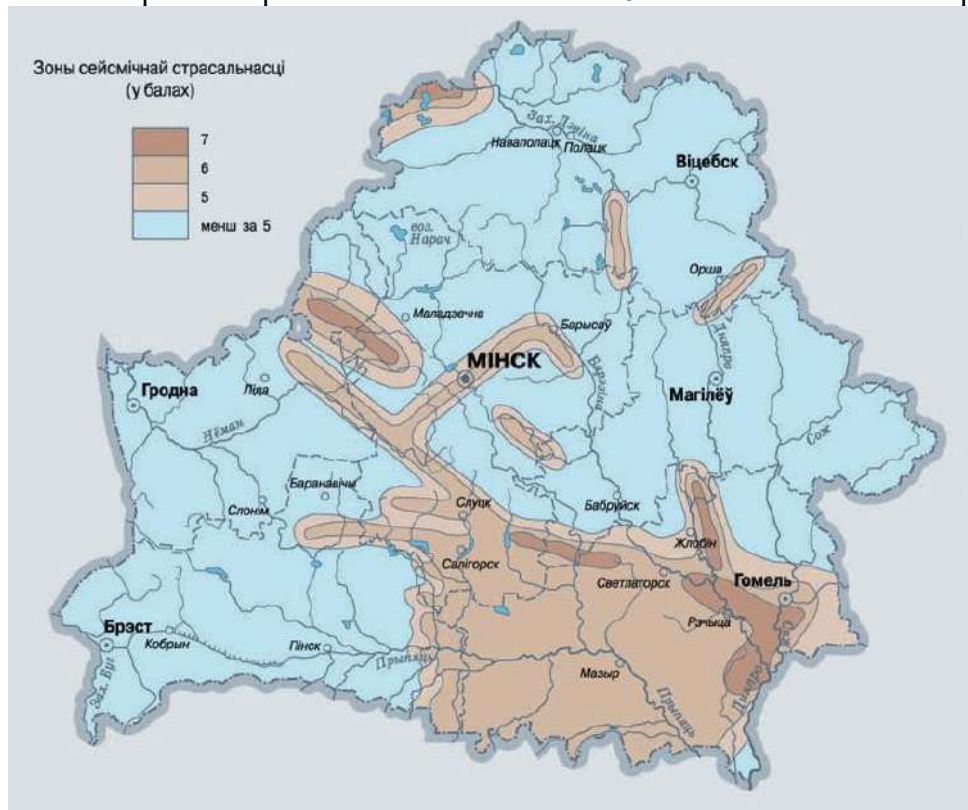 Зоны сейсмічнай страсальнасці
(у балах)
7
6
5
менш за 5
Зах. Дзвіна
Наваполацк
Полацк
Віцебск
воз.
Нарач
Орша
Маладзечна
Барысаў
Дняпро
МІНСК
Бярэзіна
Гродна
Ліда
Магілёў
Нёман
Сож
Баранавічы
Слонім
Слуцк
Бабруйск
Жлобін
Салігорск
Светлагорск
Гомель
Рэчыца
Брэст
Кобрын
Пінск
Прыпяць
Мазыр
Сож
Зах. Буг
Прыпяць
Дняпро